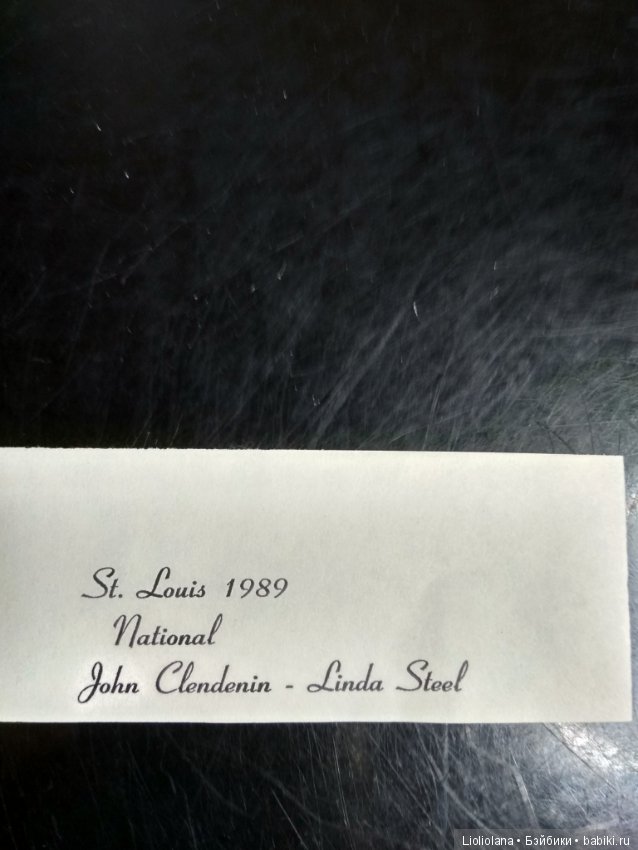 St. Louis 1989
National
John Clendenin - Linda Steel
Lioliolana • Бэйбики • babiki.ru